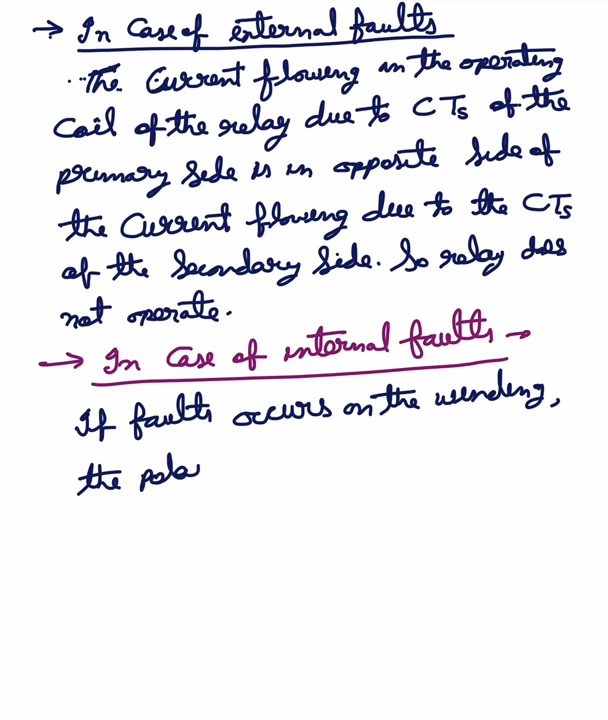 → In Case of external faults
The Current flowing in the operating
Coil of the relay due to CTs of the
primary side is in opposite side of
the Current flowing due to the CTs
of the Secondary Side. So relay does
not operate.
→ In Case of internal faults →
If faults occurs on the winding,
the pola